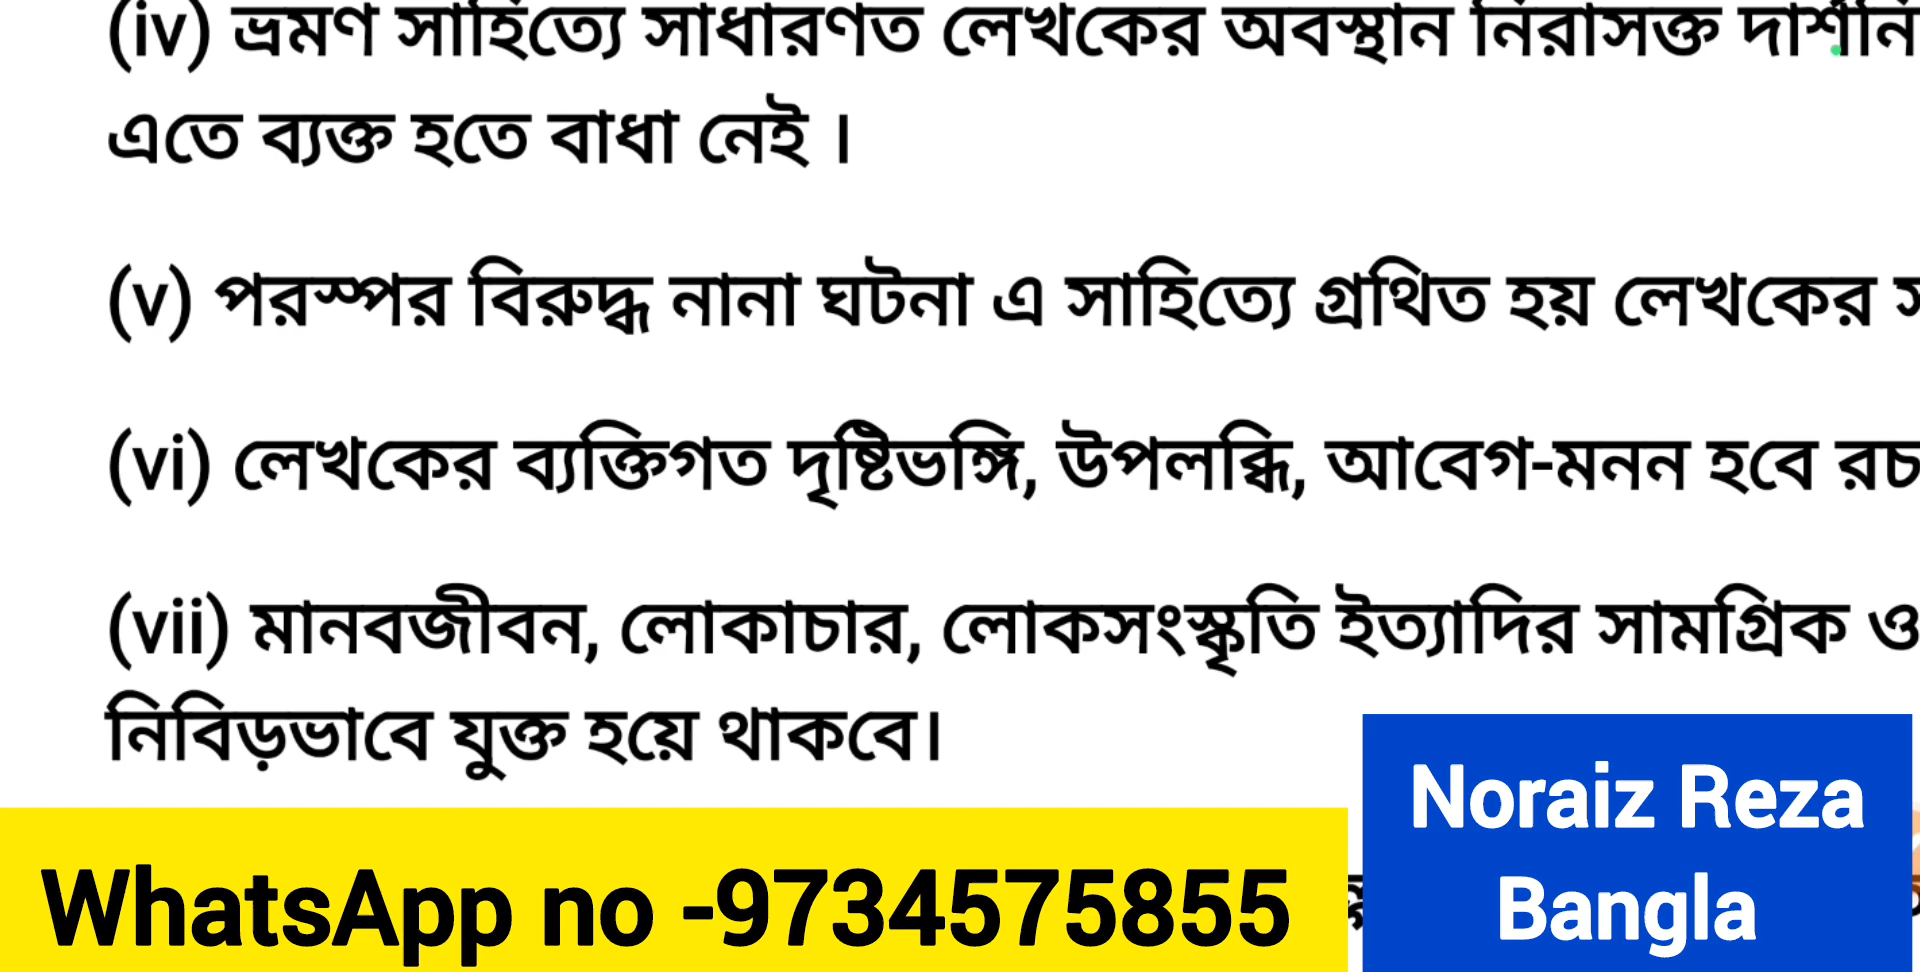 (iv) ভ্রমণ সাহিত্যে সাধারণত লেখকের অবস্থান নিরাসক্ত
এতে ব্যক্ত হতে বাধা নেই ।
(v) পরস্পর বিরুদ্ধ নানা ঘটনা এ সাহিত্যে গ্রথিত হয় লেখকের
(vi) লেখকের ব্যক্তিগত দৃষ্টিভঙ্গি, উপলব্ধি, আবেগ-মনন হবে
(vii) মানবজীবন, লোকাচার, লোকসংস্কৃতি ইত্যাদির সামগ্রিক ও
নিবিড়ভাবে যুক্ত হয়ে থাকবে।
WhatsApp no -9734575855
Noraiz Reza
Bangla